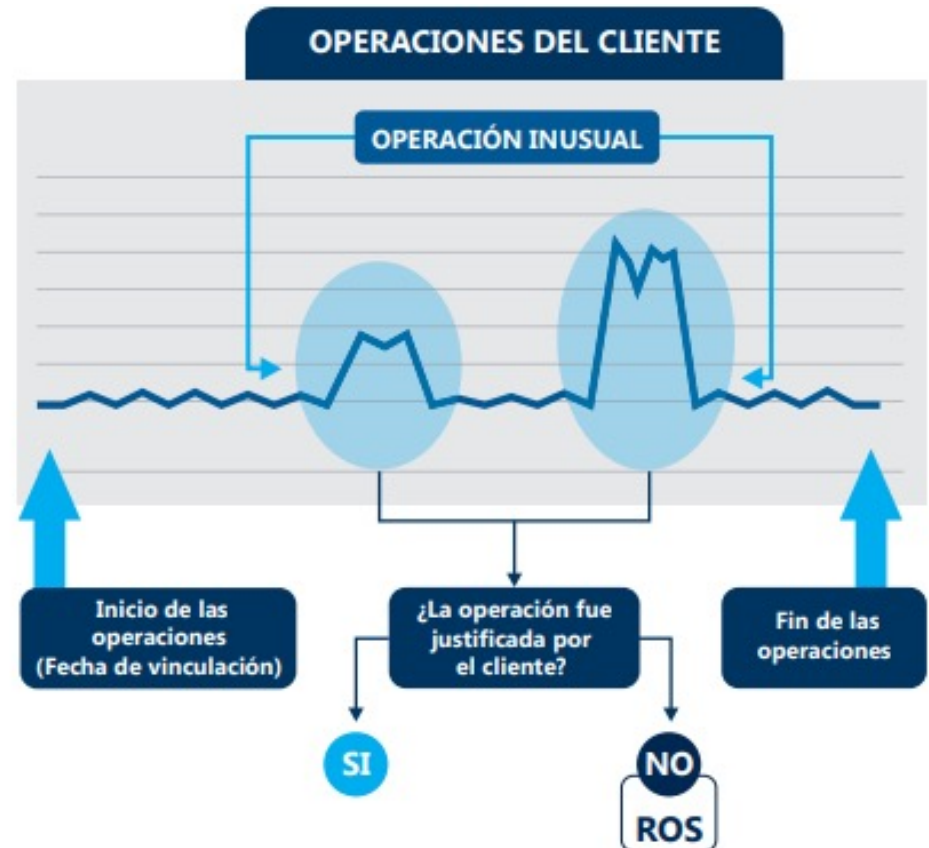 OPERACIONES DEL CLIENTE
OPERACIÓN INUSUAL
Inicio de las
operaciones
(Fecha de vinculación)
¿La operación fue
justificada por
el cliente?
Fin de las
operaciones
SI
NO
ROS